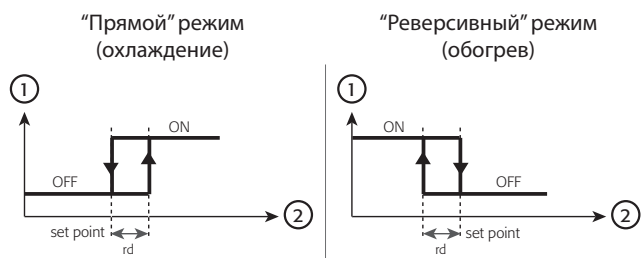 “Прямой” режим
(охлаждение)
1
ON
OFF
2
set point
rd
“Реверсивный” режим
(обогрев)
1
ON
OFF
2
set point
rd